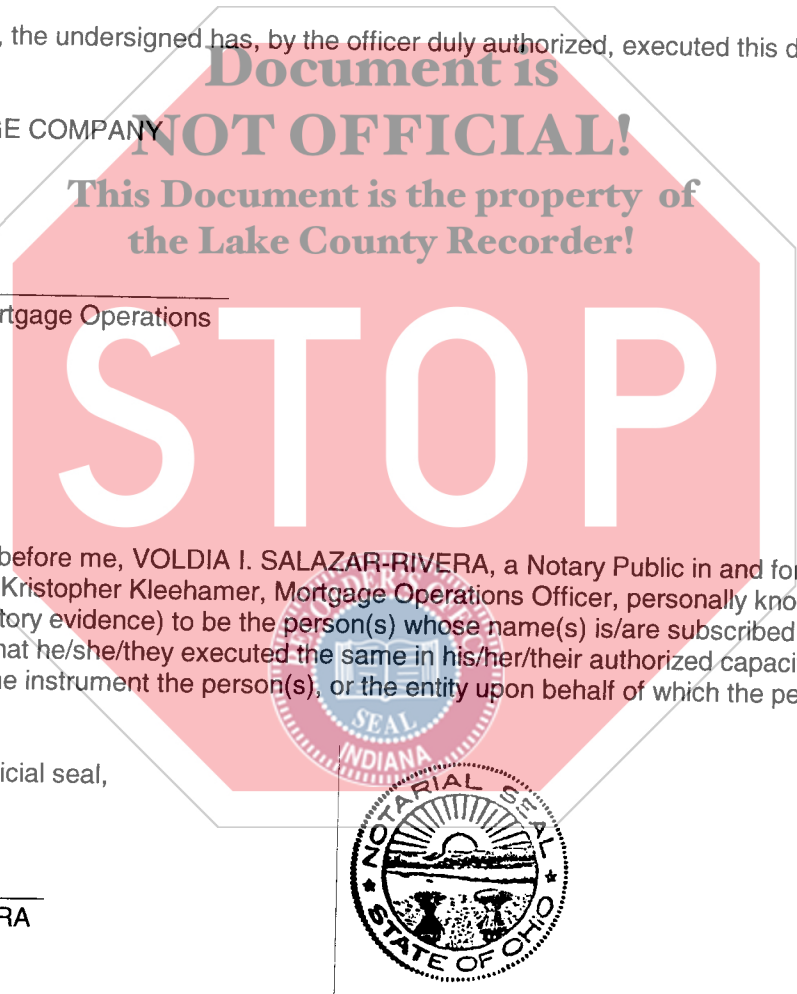 , the undersigned has, by the officer duly authorized, executed this d
Document is
GE COMPANY
NOT OFFICIAL!
This Document is the property of
the Lake County Recorder!
rtgage Operations
STOP
before me, VOLDIA I. SALAZAR-RIVERA, a Notary Public in and for
Kristopher Kleehamer, Mortgage Operations Officer, personally kno
tory evidence) to be the person(s) whose name(s) is/are subscribed
nat he/she/they executed the same in his/her/their authorized capaci
ne instrument the person(s), or the entity upon behalf of which the pe
SEAL
INDIANA
icial seal,
NOTARIAL SEAL
STATE OF OHIO
RA